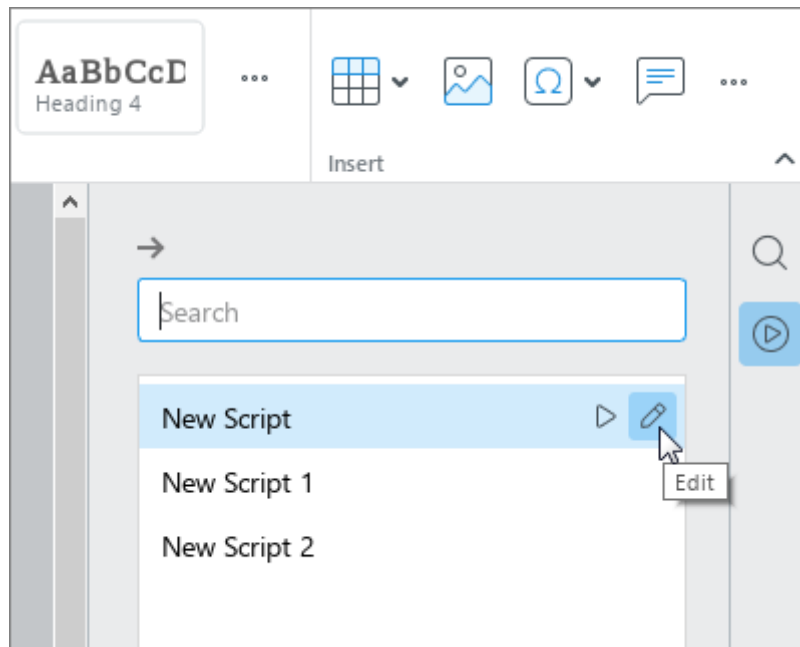 AaBbCcD
Heading 4
Insert
Search
New Script
Edit
New Script 1
New Script 2